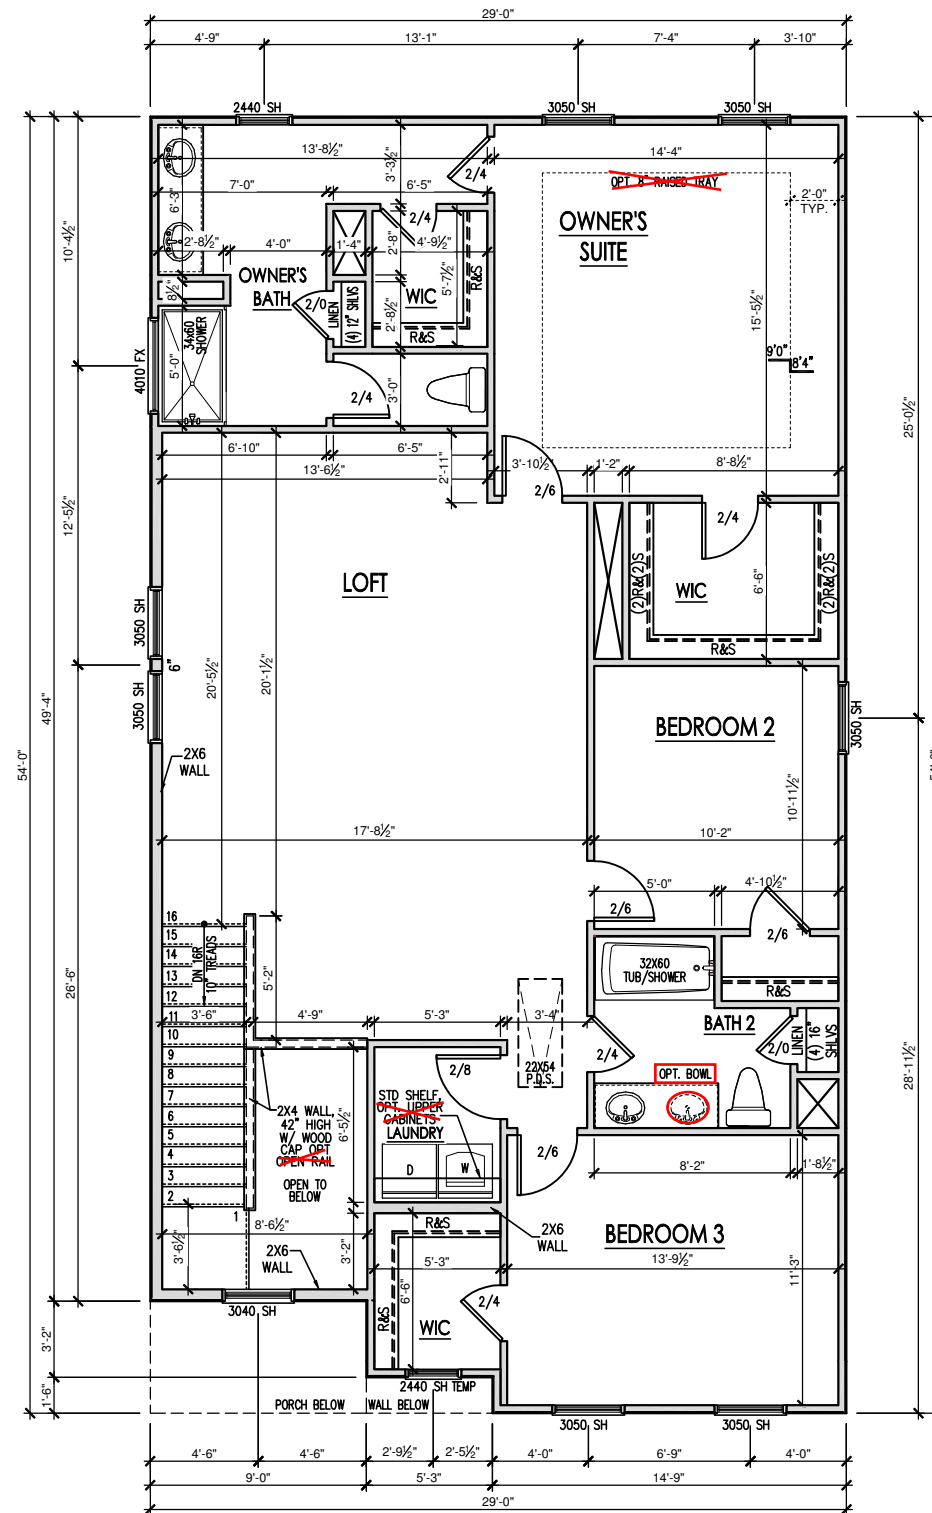 29'-0"
4'-9" 13'-1" 7'-4" 3'-10"
2440 SH 3050 SH 3050 SH
13'-8½" 3'-3½" 14'-4"
2/4
OPT. 8" RAISED TRAY
7'-0" 6'-5" 2'-0"
TYP.
6'-3" 2/4
OWNER'S
SUITE
2'-8½" 4'-0" 1'-4" 2'-8" 4'-9½"
10'-4½"
OWNER'S
BATH
5'-7½" R&S
8½" 2/0 LINEN (4) 12" SHLVS 2'-8½" WIC
R&S
15'-5½"
34x60
SHOWER
4010 FX 5'-0"
9'0" 8'4"
2/4 3'-0"
25'-0½"
6'-10" 6'-5" 2'-11"
13'-6½" 3'-10½" 1'-2" 8'-8½"
2/6 2/4
12'-5½"
LOFT
(2)R&(2)S WIC 6'-6" (2)R&(2)S
R&S
3050 SH
6"
3050 SH
20'-5½" 20'-1½"
49'-4"
54'-0"
2X6
WALL
BEDROOM 2
3050 SH
10'-11½"
17'-8½" 10'-2"
5'-0" 4'-10½"
2/6 2/6
16
15
14
13
12
11
10
9
8
7
6
5
4
3
2
1
DN 16R
10" TREADS
26'-6"
5'-2"
32X60
TUB/SHOWER
R&S
3'-6" 4'-9" 5'-3" 3'-4"
BATH 2
LINEN
(4) 16"
SHLVS
2/8 22X54
P.D.S.
2/4 2/0
OPT. BOWL
28'-11½"
STD SHELF,
OPT. UPPER
CABINETS
LAUNDRY
2X4 WALL,
42" HIGH
W/ WOOD
CAP OPT
OPEN RAIL
6'-5½"
OPEN TO
BELOW
D W
2/6
8'-2" 1'-8½"
8'-6½" R&S
2X6
WALL
BEDROOM 3
3'-6½" 2X6
WALL
3'-2"
5'-3" 13'-9½"
6'-6" 11'-3"
3040 SH
R&S WIC 2/4
3'-2"
2440 SH TEMP
1'-6"
PORCH BELOW WALL BELOW
3050 SH 3050 SH
4'-6" 4'-6" 2'-9½" 2'-5½" 4'-0" 6'-9" 4'-0"
9'-0" 5'-3" 14'-9"
29'-0"